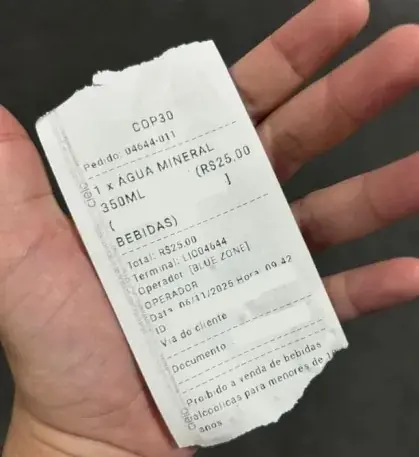 COP30
Pedido: 04644-011
1 x AGUA MINERAL (R$25,00
350ML ]
(
BEBIDAS)
Total: R$25,00
Terminal: LIC04644
Operador [BLUE ZONE]
OPERADOR
Data 06/11/2025 Hora 09:42
ID
Via do cliente
Documento
Proibido a venda de bebidas
alcoolicas para menores de
anos